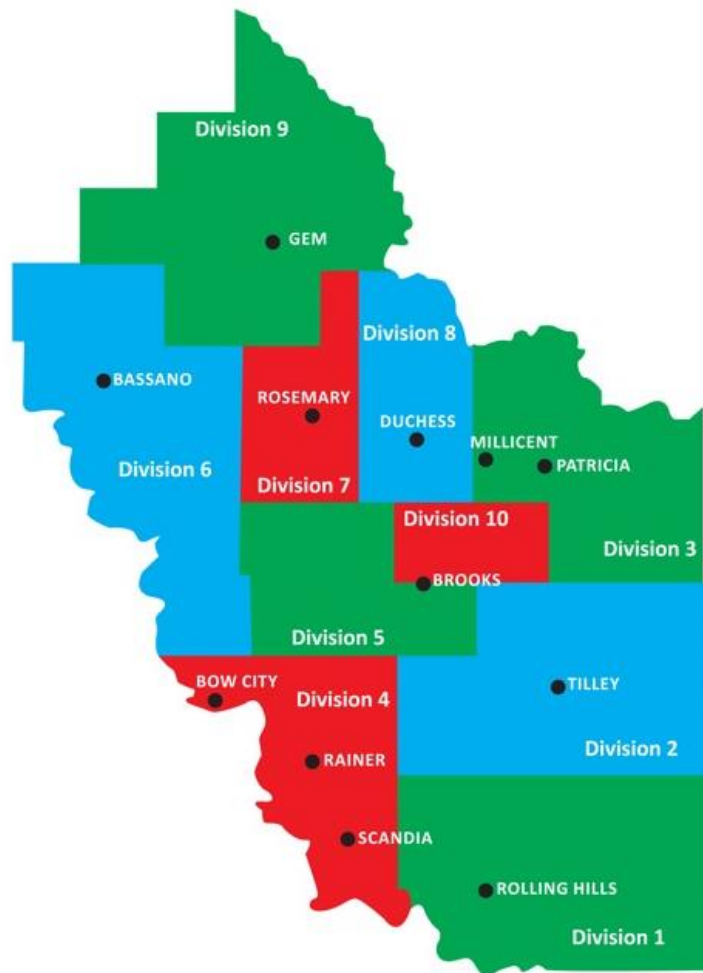 Division 9
GEM
Division 8
BASSANO
ROSEMARY
DUCHESS
MILLICENT
PATRICIA
Division 6
Division 7
Division 10
Division 3
BROOKS
Division 5
BOW CITY
Division 4
TILLEY
Division 2
RAINER
SCANDIA
ROLLING HILLS
Division 1